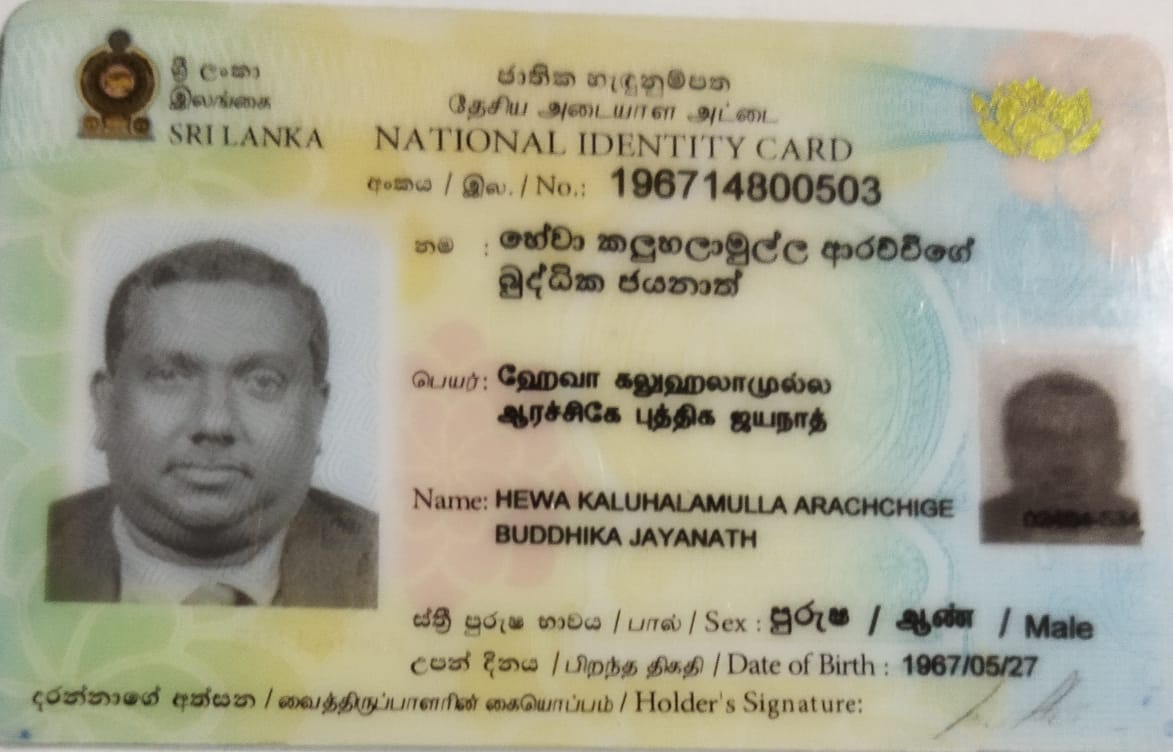 ශ්‍රී ලංකා
இலங்கை
SRI LANKA
ජාතික හැඳුනුම්පත
தேசிய அடையாள அட்டை
NATIONAL IDENTITY CARD
අංකය / இல. / No.: 196714800503
නම : හේවා කලුහලාමුල්ල ආරච්චිගේ
බුද්ධික ජයනාත්
பெயர்: ஹேவா கலுஹலாமுல்ல
ஆரச்சிகே புத்திக ஜயநாத்
Name: HEWA KALUHALAMULLA ARACHCHIGE
BUDDHIKA JAYANATH
ස්ත්‍රී පුරුෂ භාවය / பால் / Sex : පුරුෂ / ஆண் / Male
උපන් දිනය / பிறந்த திகதி / Date of Birth : 1967/05/27
දරන්නාගේ අත්සන / வைத்திருப்பாளரின் கையொப்பம் / Holder's Signature: